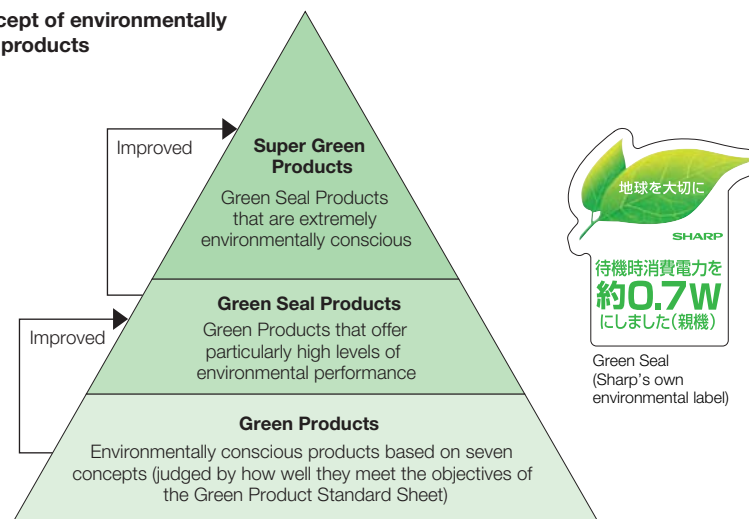 cept of environmentally
products
Improved
Super Green
Products
Green Seal Products
that are extremely
environmentally conscious
Improved
Green Seal Products
Green Products that offer
particularly high levels of
environmental performance
Green Products
Environmentally conscious products based on seven
concepts (judged by how well they meet the objectives of
the Green Product Standard Sheet)
地球を大切に
SHARP
待機時消費電力を
約0.7W
にしました(親機)
Green Seal
(Sharp's own
environmental label)